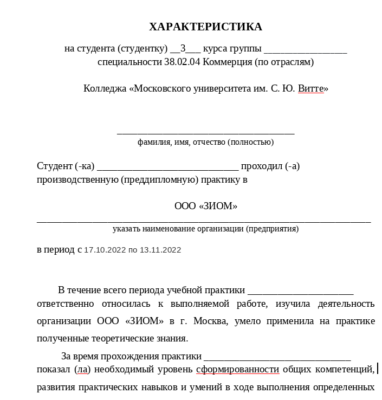 ХАРАКТЕРИСТИКА
на студента (студентку) __3___ курса группы ________________
специальности 38.02.04 Коммерция (по отраслям)
Колледжа «Московского университета им. С. Ю. Витте»
__________________________________
фамилия, имя, отчество (полностью)
Студент (-ка) ___________________________ проходил (-а)
производственную (преддипломную) практику в
ООО «ЗИОМ»
________________________________________________________________
указать наименование организации (предприятия)
в период с 17.10.2022 по 13.11.2022
В течение всего периода учебной практики ____________________
ответственно относилась к выполняемой работе, изучила деятельность
организации ООО «ЗИОМ» в г. Москва, умело применила на практике
полученные теоретические знания.
За время прохождения практики ____________________________
показал (ла) необходимый уровень сформированности общих компетенций,
развития практических навыков и умений в ходе выполнения определенных